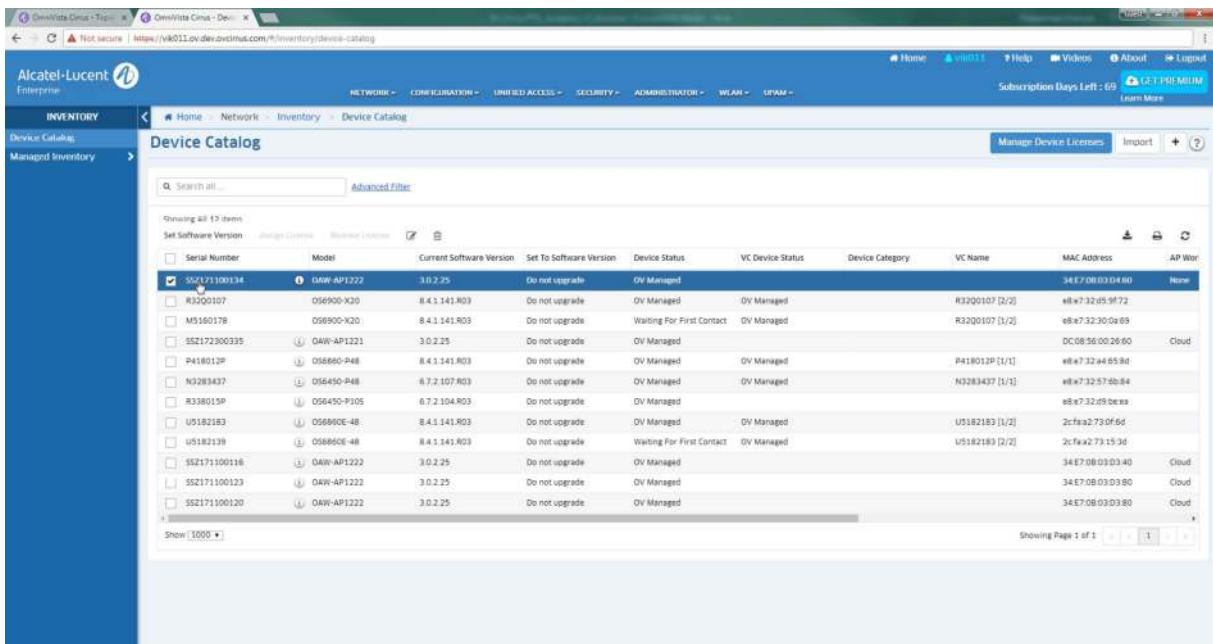 OmniVista Cirrus - Topo
OmniVista Cirrus - Devi
Not secure https://vik011.ov.dev.ovcirrus.com/#/inventory/device-catalog
Home vik011 Help Videos About Logout
Alcatel-Lucent
Enterprise
NETWORK CONFIGURATION UNIFIED ACCESS SECURITY ADMINISTRATOR WLAN UPAM
Subscription Days Left : 69 GET PREMIUM
Learn More
INVENTORY
Home Network Inventory Device Catalog
Device Catalog
Managed Inventory
Device Catalog
Manage Device Licenses Import + ?
Search all ... Advanced Filter
Showing All 12 items
Set Software Version Assign License Release License
Serial Number Model Current Software Version Set To Software Version Device Status VC Device Status Device Category VC Name MAC Address AP Wor
SSZ171100134 OAW-AP1222 3.0.2.25 Do not upgrade OV Managed 34:E7:0B:03:D4:80 None
R32Q0107 OS6900-X20 8.4.1.141.R03 Do not upgrade OV Managed OV Managed R32Q0107 [2/2] e8:e7:32:d5:9f:72
M5160178 OS6900-X20 8.4.1.141.R03 Do not upgrade Waiting For First Contact OV Managed R32Q0107 [1/2] e8:e7:32:30:0a:69
SSZ172300335 OAW-AP1221 3.0.2.25 Do not upgrade OV Managed DC:08:56:00:26:60 Cloud
P418012P OS6860-P48 8.4.1.141.R03 Do not upgrade OV Managed OV Managed P418012P [1/1] e8:e7:32:a4:65:8d
N3283437 OS6450-P48 6.7.2.107.R03 Do not upgrade OV Managed OV Managed N3283437 [1/1] e8:e7:32:57:6b:84
R338015P OS6450-P10S 6.7.2.104.R03 Do not upgrade OV Managed e8:e7:32:d9:be:ea
U5182183 OS6860E-48 8.4.1.141.R03 Do not upgrade OV Managed OV Managed U5182183 [1/2] 2c:fa:a2:73:0f:6d
U5182139 OS6860E-48 8.4.1.141.R03 Do not upgrade Waiting For First Contact OV Managed U5182183 [2/2] 2c:fa:a2:73:15:3d
SSZ171100116 OAW-AP1222 3.0.2.25 Do not upgrade OV Managed 34:E7:0B:03:D3:40 Cloud
SSZ171100123 OAW-AP1222 3.0.2.25 Do not upgrade OV Managed 34:E7:0B:03:D3:B0 Cloud
SSZ171100120 OAW-AP1222 3.0.2.25 Do not upgrade OV Managed 34:E7:0B:03:D3:80 Cloud
Show 1000 Showing Page 1 of 1 1